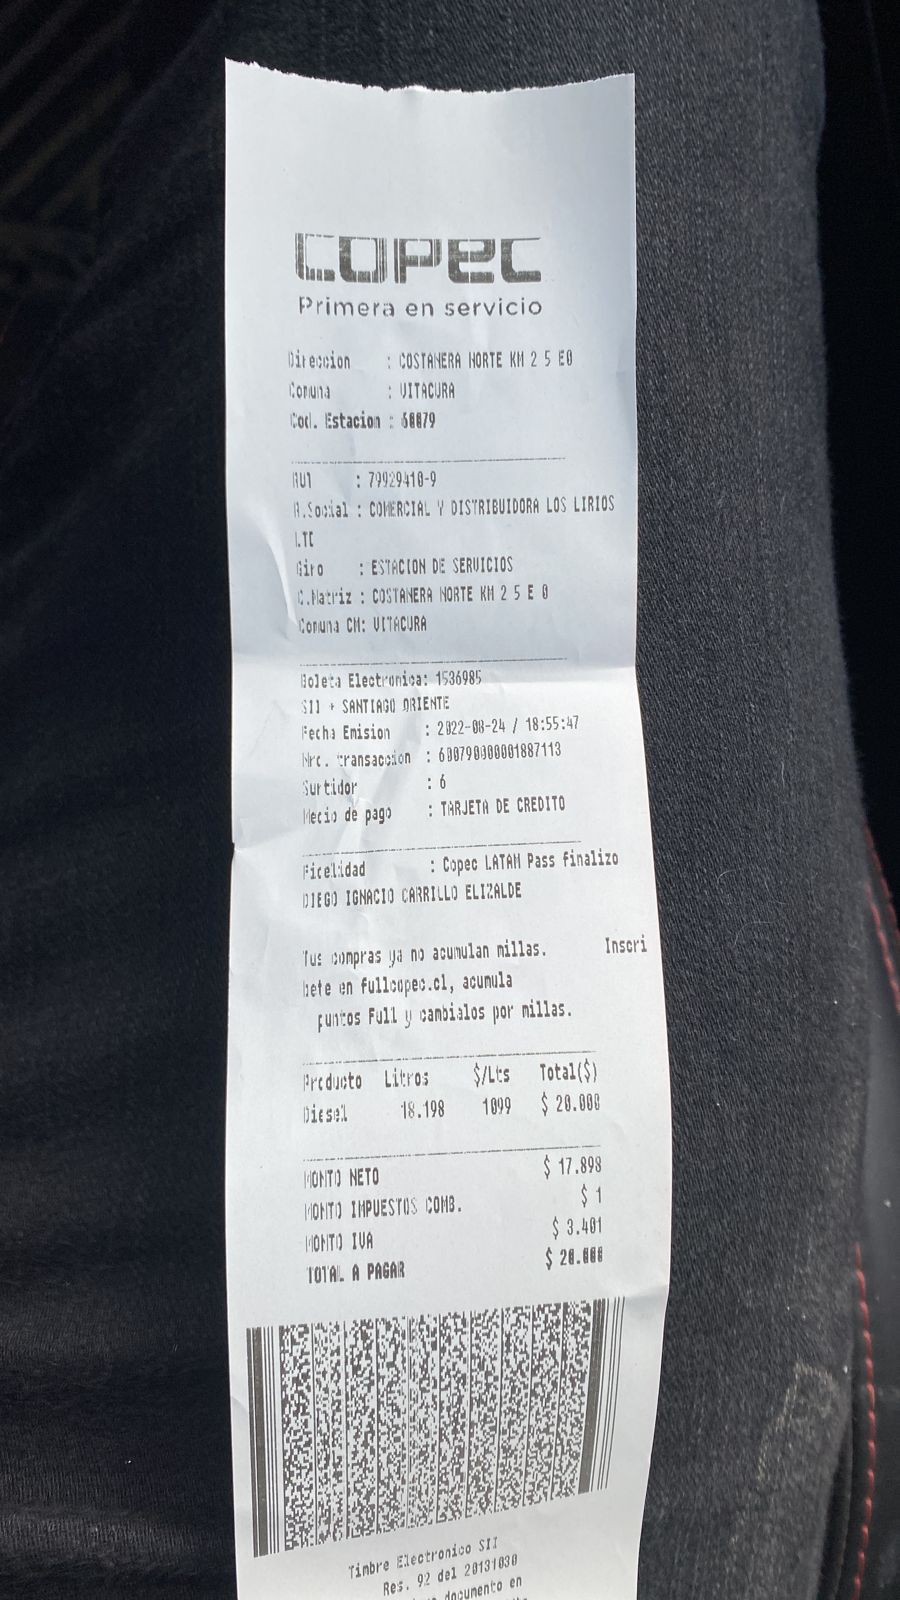 COPEC
Primera en servicio
Direccion : COSTANERA NORTE KM 2 5 E0
Comuna : VITACURA
Cod. Estacion : 60079
RUT : 79929410-9
R.Social : COMERCIAL Y DISTRIBUIDORA LOS LIRIOS
LTD
Giro : ESTACION DE SERVICIOS
C.Matriz : COSTANERA NORTE KM 2 5 E 0
Comuna CM: VITACURA
Boleta Electronica: 1536985
SII + SANTIAGO ORIENTE
Fecha Emision : 2022-08-24 / 18:55:47
Nro. transaccion : 600790000001887113
Surtidor : 6
Medio de pago : TARJETA DE CREDITO
Fidelidad : Copec LATAM Pass finalizo
DIEGO IGNACIO CARRILLO ELIZALDE
Tus compras ya no acumulan millas. Inscri
bete en fullcopec.cl, acumula
puntos Full y cambialos por millas.
Producto Litros $/Lts Total($)
Diesel 18.198 1099 $ 20.000
MONTO NETO $ 17.898
MONTO IMPUESTOS COMB. $ 1
MONTO IVA $ 3.401
TOTAL A PAGAR $ 20.000
Timbre Electronico SII
Res. 92 del 20131030
documento en